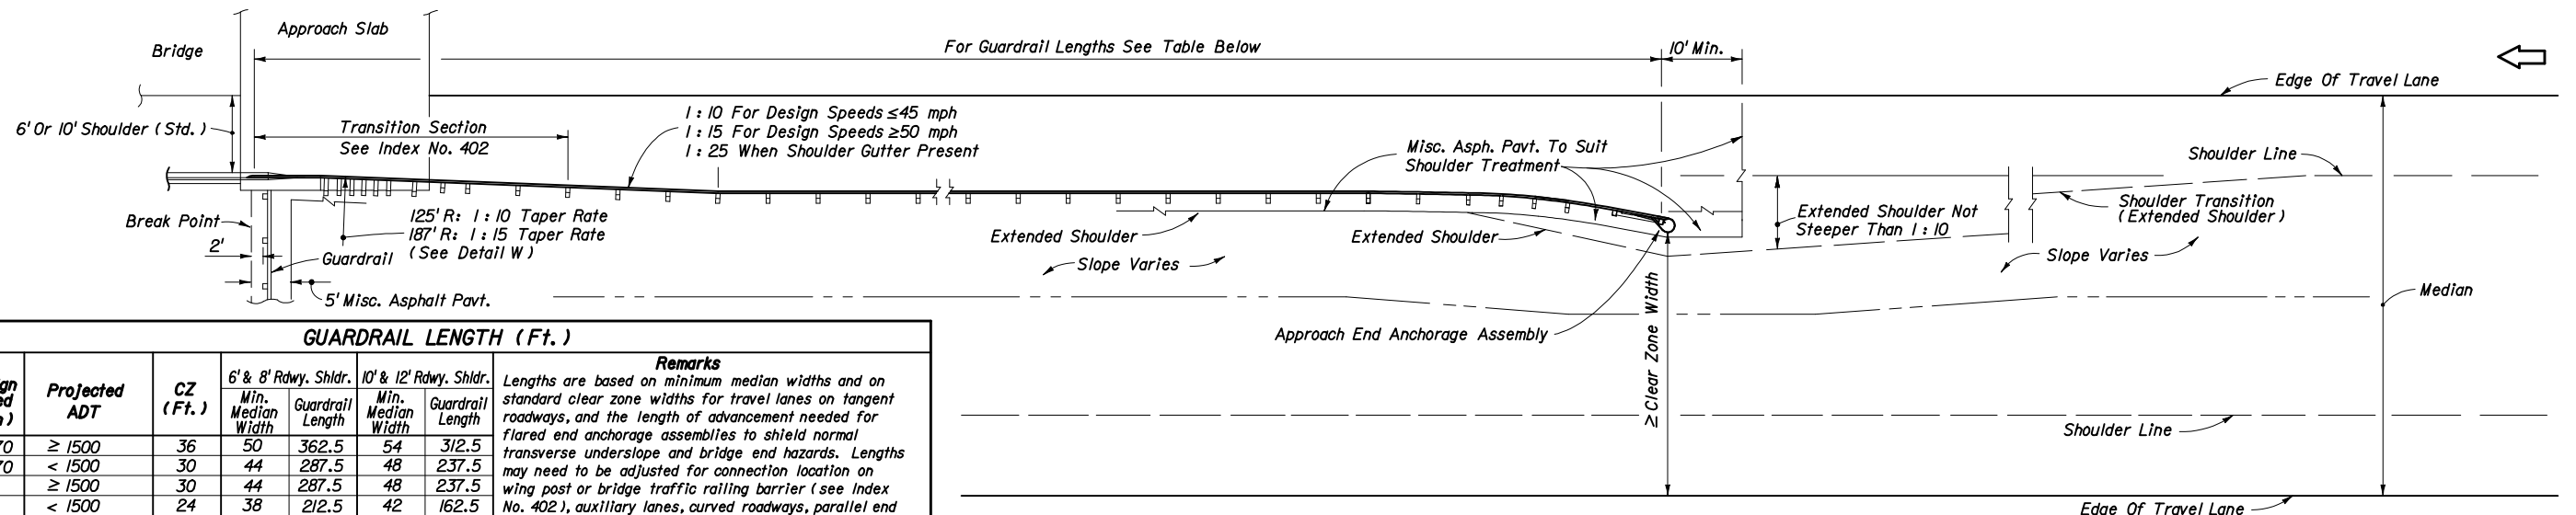 Approach Slab
Bridge
For Guardrail Lengths See Table Below
10' Min.
Edge Of Travel Lane
6' Or 10' Shoulder (Std.)
Transition Section
See Index No. 402
1:10 For Design Speeds ≤45 mph
1:15 For Design Speeds ≥50 mph
1:25 When Shoulder Gutter Present
Misc. Asph. Pavt. To Suit
Shoulder Treatment
Shoulder Line
Break Point
2'
125' R: 1:10 Taper Rate
187' R: 1:15 Taper Rate
(See Detail W)
Guardrail
5' Misc. Asphalt Pavt.
Extended Shoulder
Extended Shoulder
Extended Shoulder Not
Steeper Than 1:10
Shoulder Transition
(Extended Shoulder)
Slope Varies
Slope Varies
Median
Approach End Anchorage Assembly
≥Clear Zone Width
Shoulder Line
Edge Of Travel Lane
GUARDRAIL LENGTH (Ft.)
Projected
ADT
CZ
(Ft.)
6' & 8' Rdwy. Shldr.
10' & 12' Rdwy. Shldr.
Min. Median Width
Guardrail Length
Min. Median Width
Guardrail Length
≥ 1500 36 50 362.5 54 312.5
< 1500 30 44 287.5 48 237.5
≥ 1500 30 44 287.5 48 237.5
< 1500 24 38 212.5 42 162.5
Remarks
Lengths are based on minimum median widths and on
standard clear zone widths for travel lanes on tangent
roadways, and the length of advancement needed for
flared end anchorage assemblies to shield normal
transverse underslope and bridge end hazards. Lengths
may need to be adjusted for connection location on
wing post or bridge traffic railing barrier (see Index
No. 402), auxiliary lanes, curved roadways, parallel end